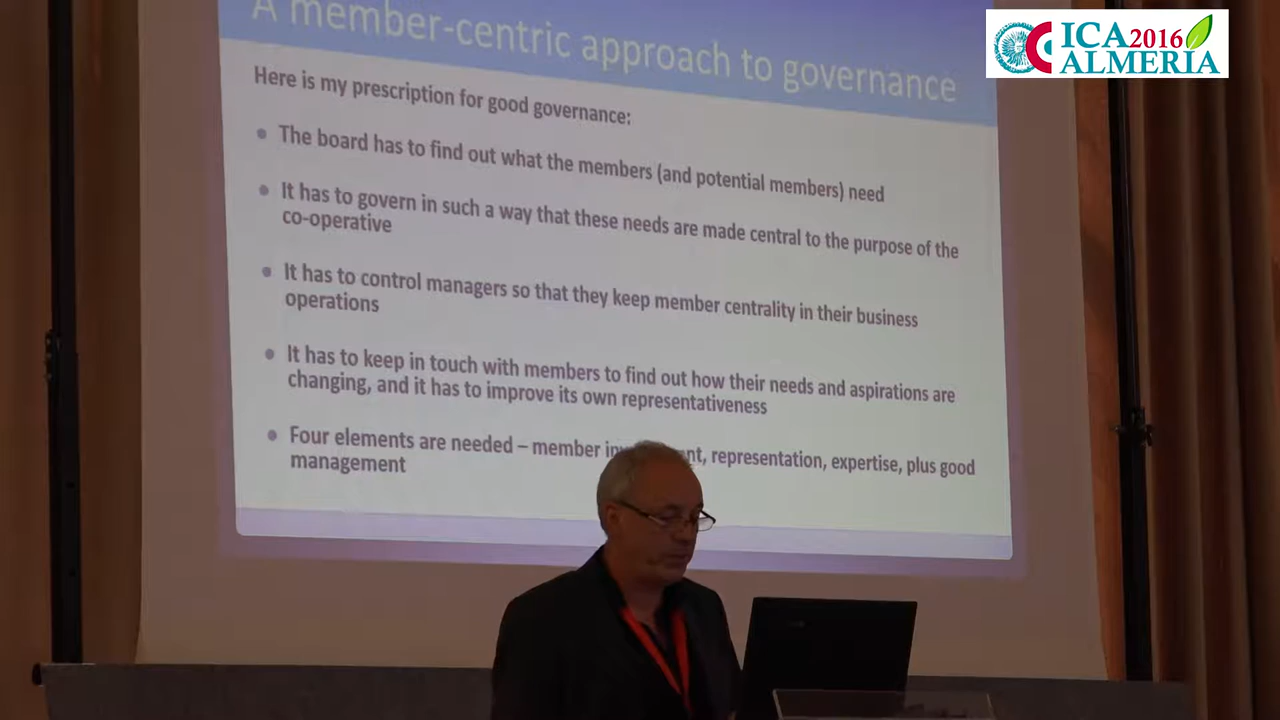 ICA 2016
ALMERIA
A member-centric approach to governance
Here is my prescription for good governance:
• The board has to find out what the members (and potential members) need
• It has to govern in such a way that these needs are made central to the purpose of the
co-operative
• It has to control managers so that they keep member centrality in their business
operations
• It has to keep in touch with members to find out how their needs and aspirations are
changing, and it has to improve its own representativeness
• Four elements are needed – member , representation, expertise, plus good
management